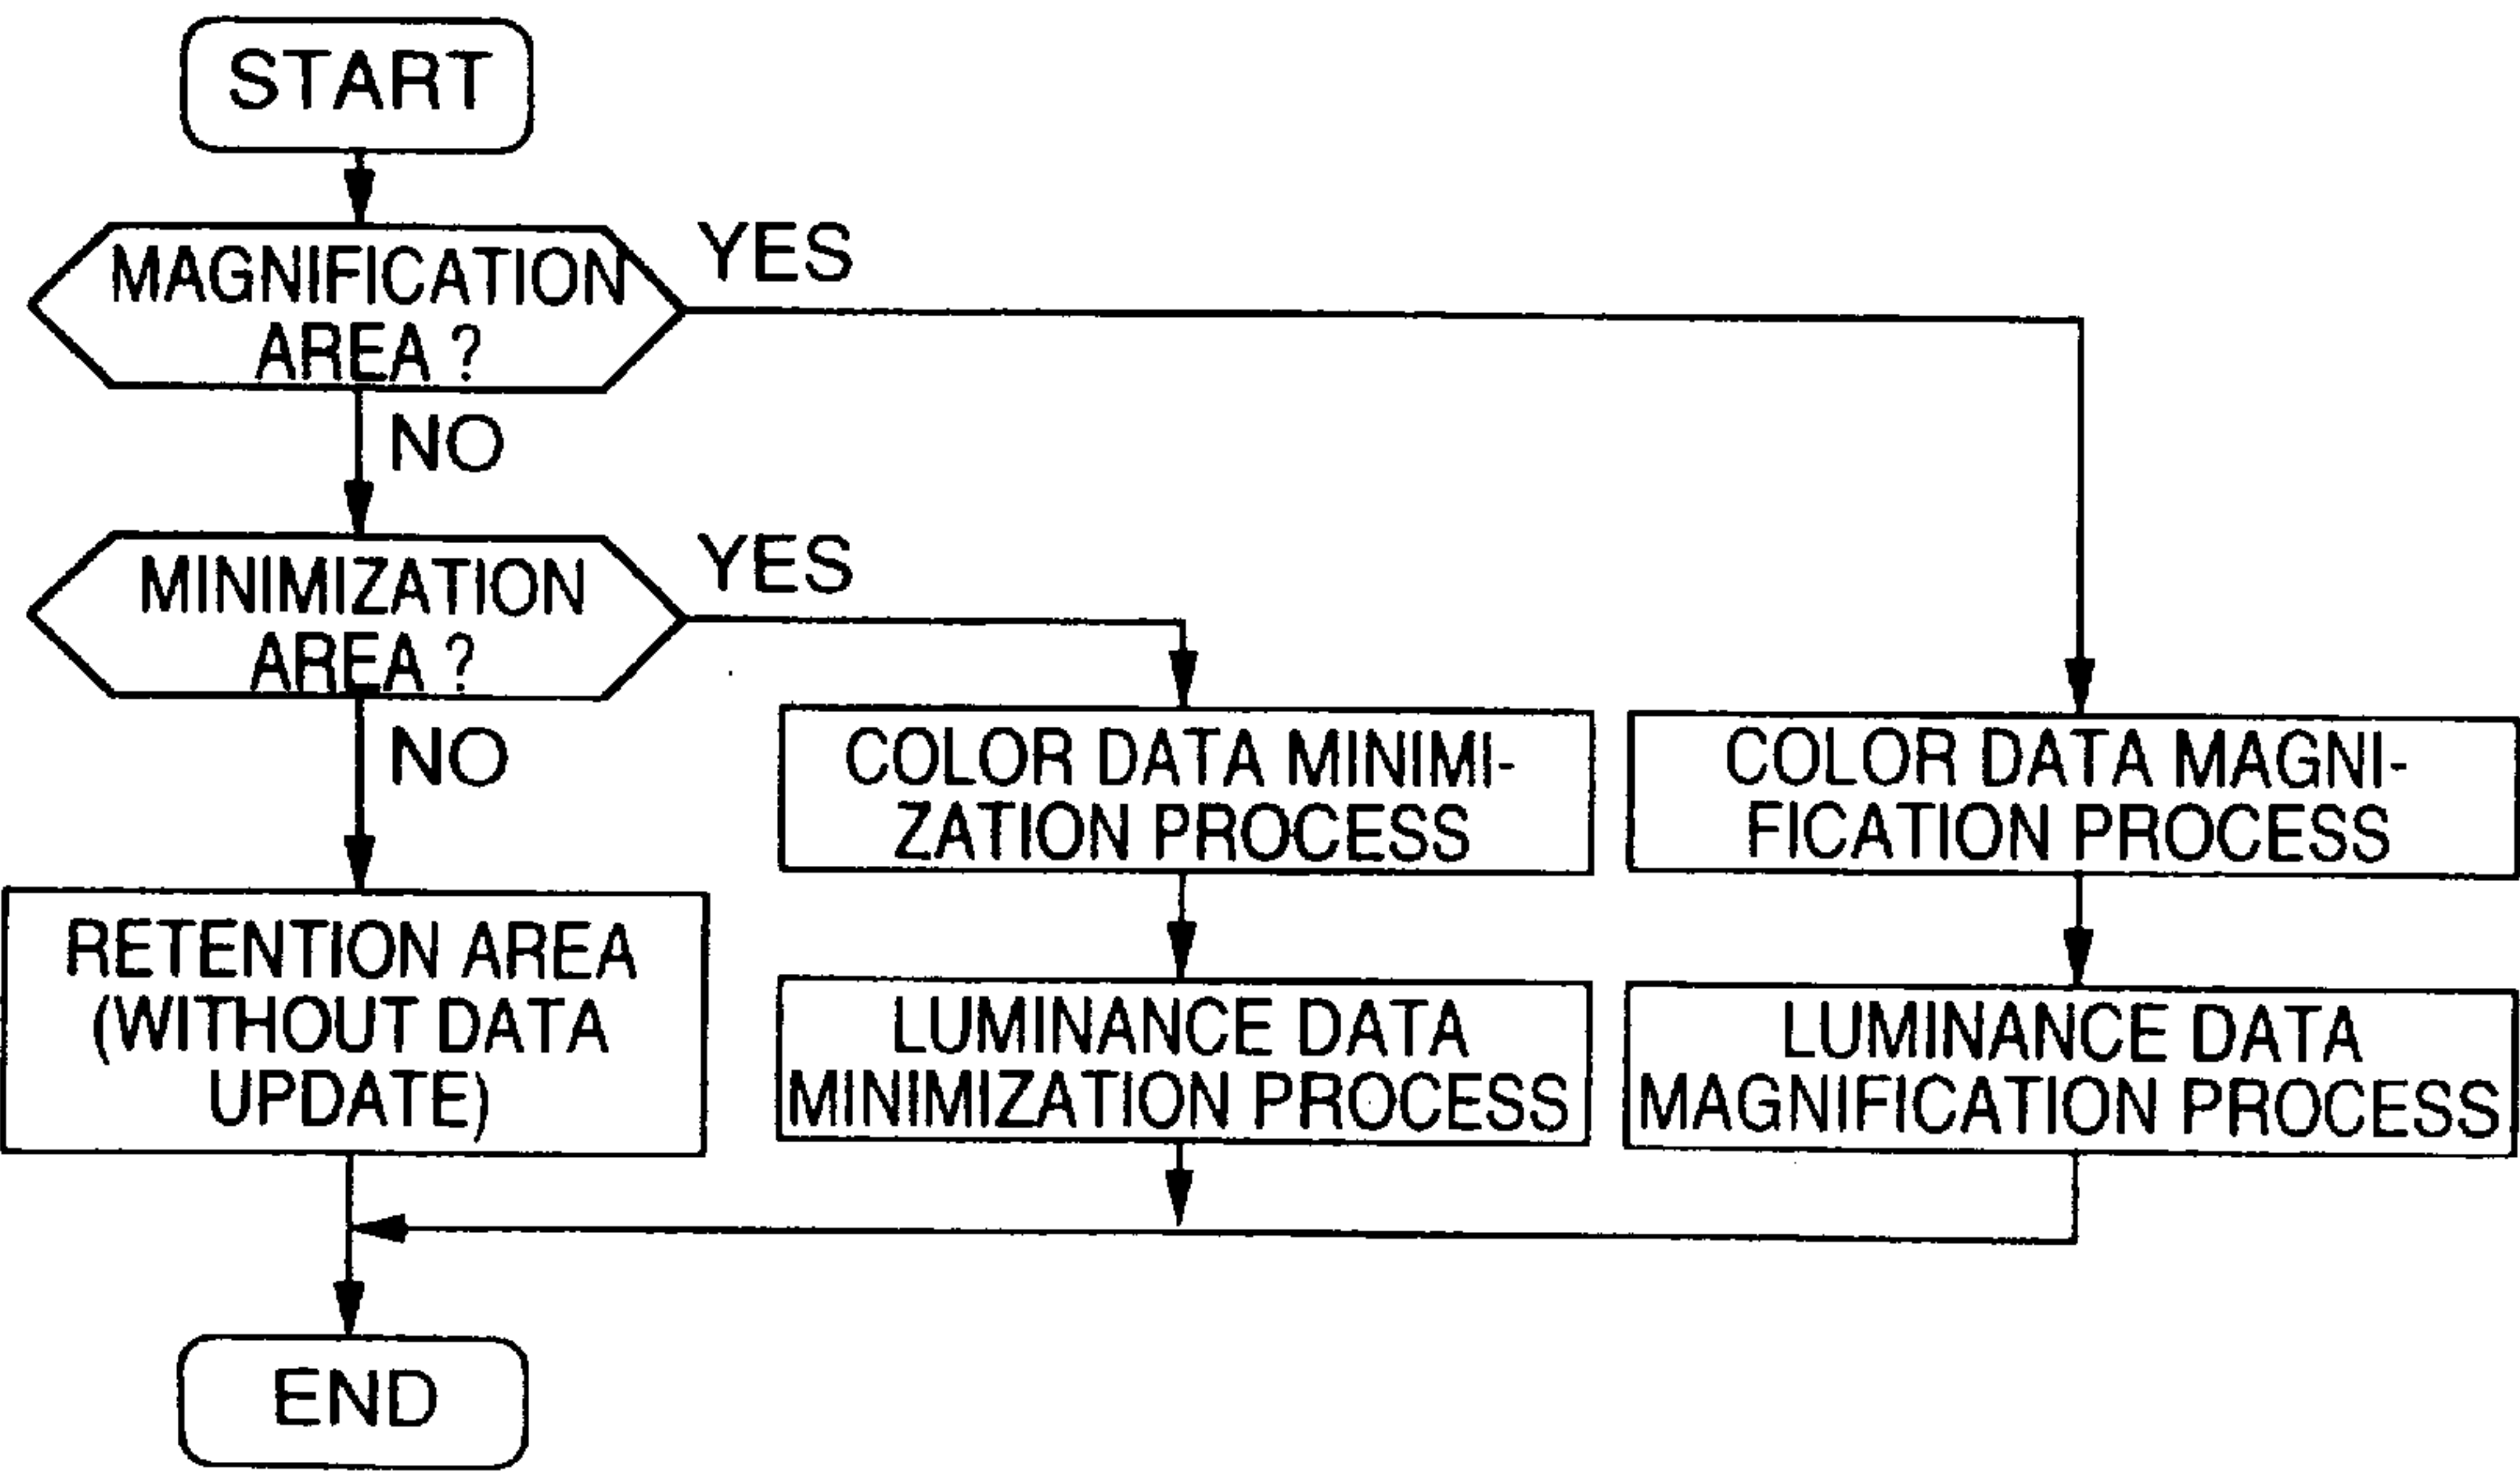 START
MAGNIFICATION
AREA ?
YES
NO
MINIMIZATION
AREA ?
YES
NO
COLOR DATA MINIMI-
ZATION PROCESS
COLOR DATA MAGNI-
FICATION PROCESS
RETENTION AREA
(WITHOUT DATA
UPDATE)
LUMINANCE DATA
MINIMIZATION PROCESS
LUMINANCE DATA
MAGNIFICATION PROCESS
END